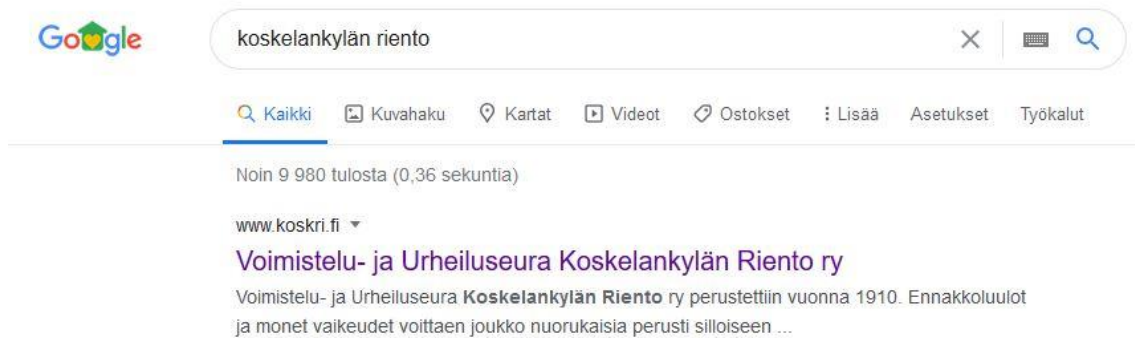 Google
koskelankylän riento
Kaikki Kuvahaku Kartat Videot Ostokset Lisää Asetukset Työkalut
Noin 9 980 tulosta (0,36 sekuntia)
www.koskri.fi
Voimistelu- ja Urheiluseura Koskelankylän Riento ry
Voimistelu- ja Urheiluseura Koskelankylän Riento ry perustettiin vuonna 1910. Ennakkoluulot
ja monet vaikeudet voittaen joukko nuorukaisia perusti silloiseen ...